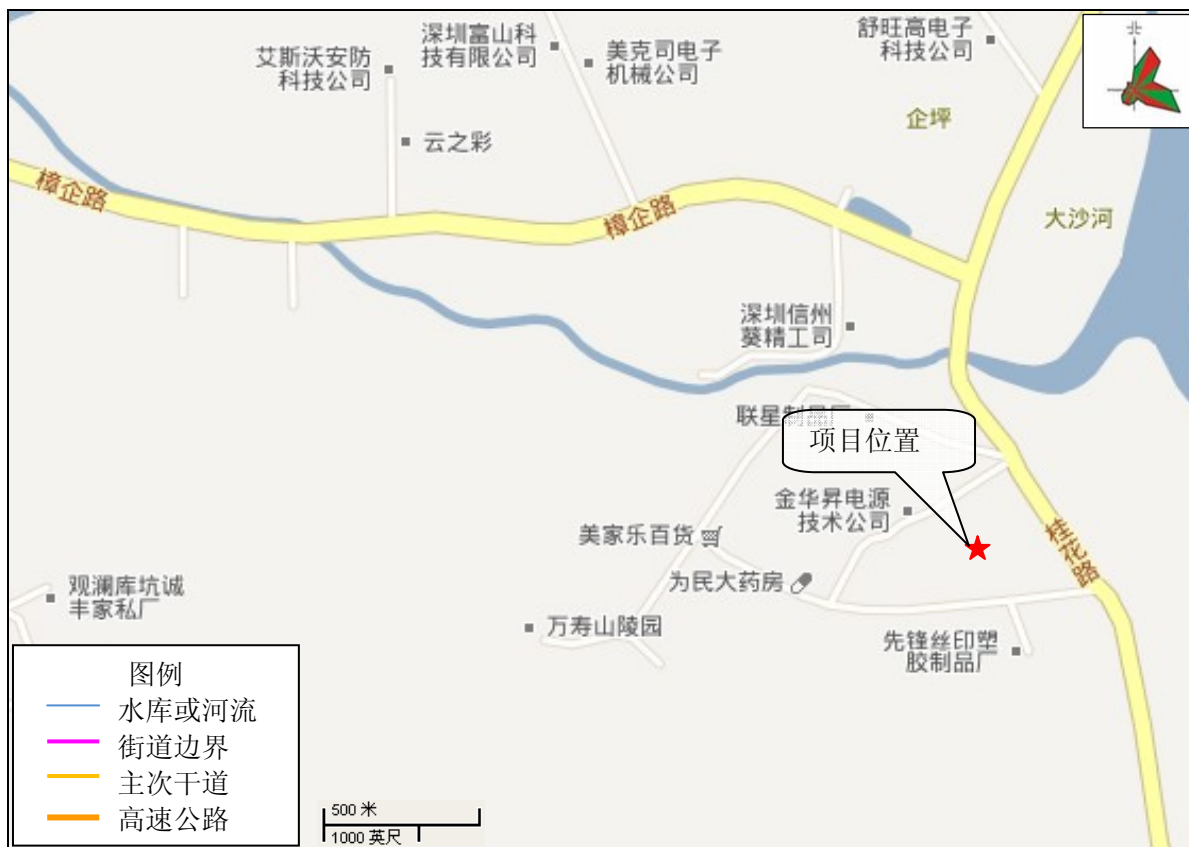 深圳富山科
技有限公司
舒旺高电子
科技公司
北
艾斯沃安防
科技公司
美克司电子
机械公司
企坪
云之彩
樟企路
樟企路
大沙河
深圳信州
葵精工司
联星制品厂
项目位置
金华昇电源
技术公司
美家乐百货
桂花路
为民大药房
观澜库坑诚
丰家私厂
万寿山陵园
先锋丝印塑
胶制品厂
图例
水库或河流
街道边界
主次干道
高速公路
500 米
1000 英尺